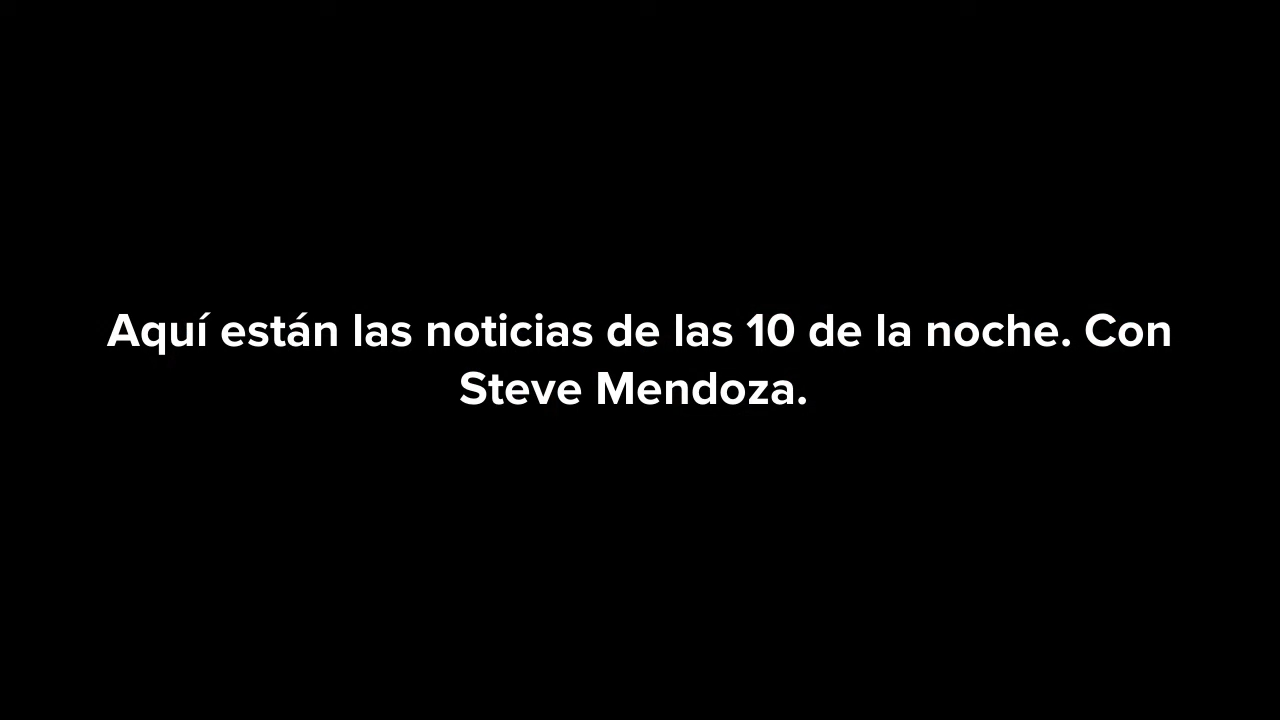 Aquí están las noticias de las 10 de la noche. Con
Steve Mendoza.